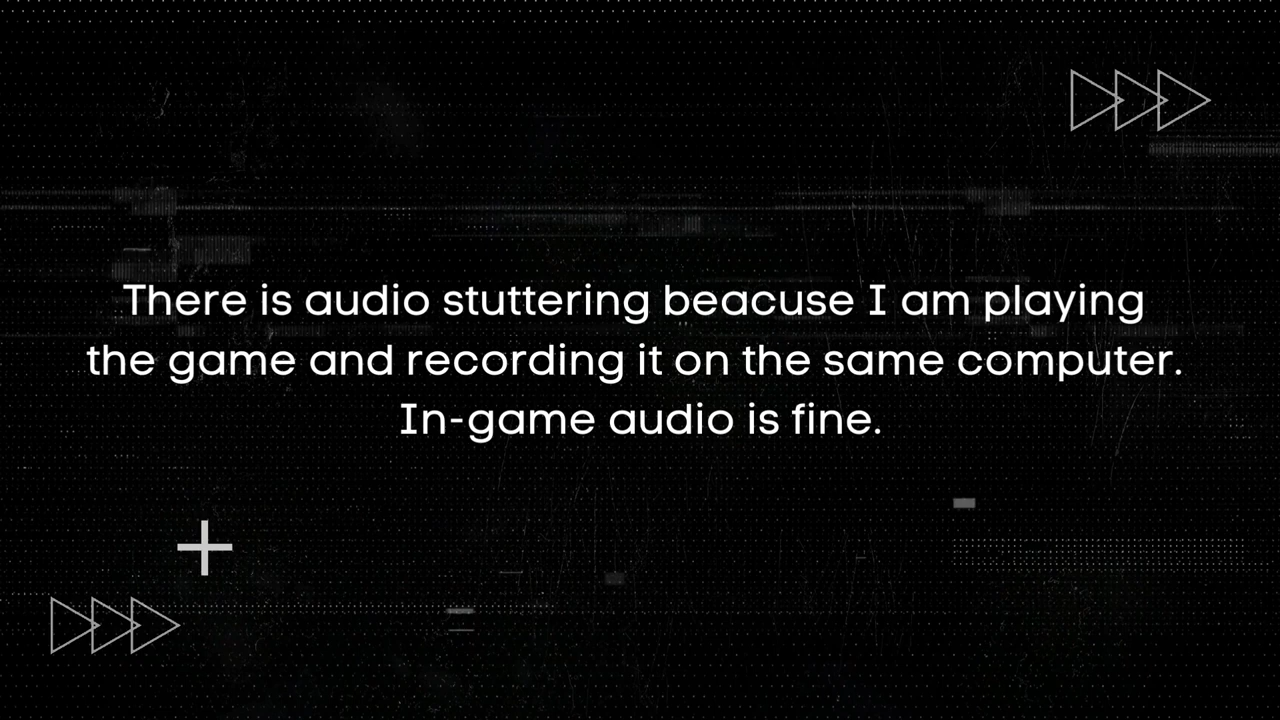 There is audio stuttering beacuse I am playing
the game and recording it on the same computer.
In-game audio is fine.